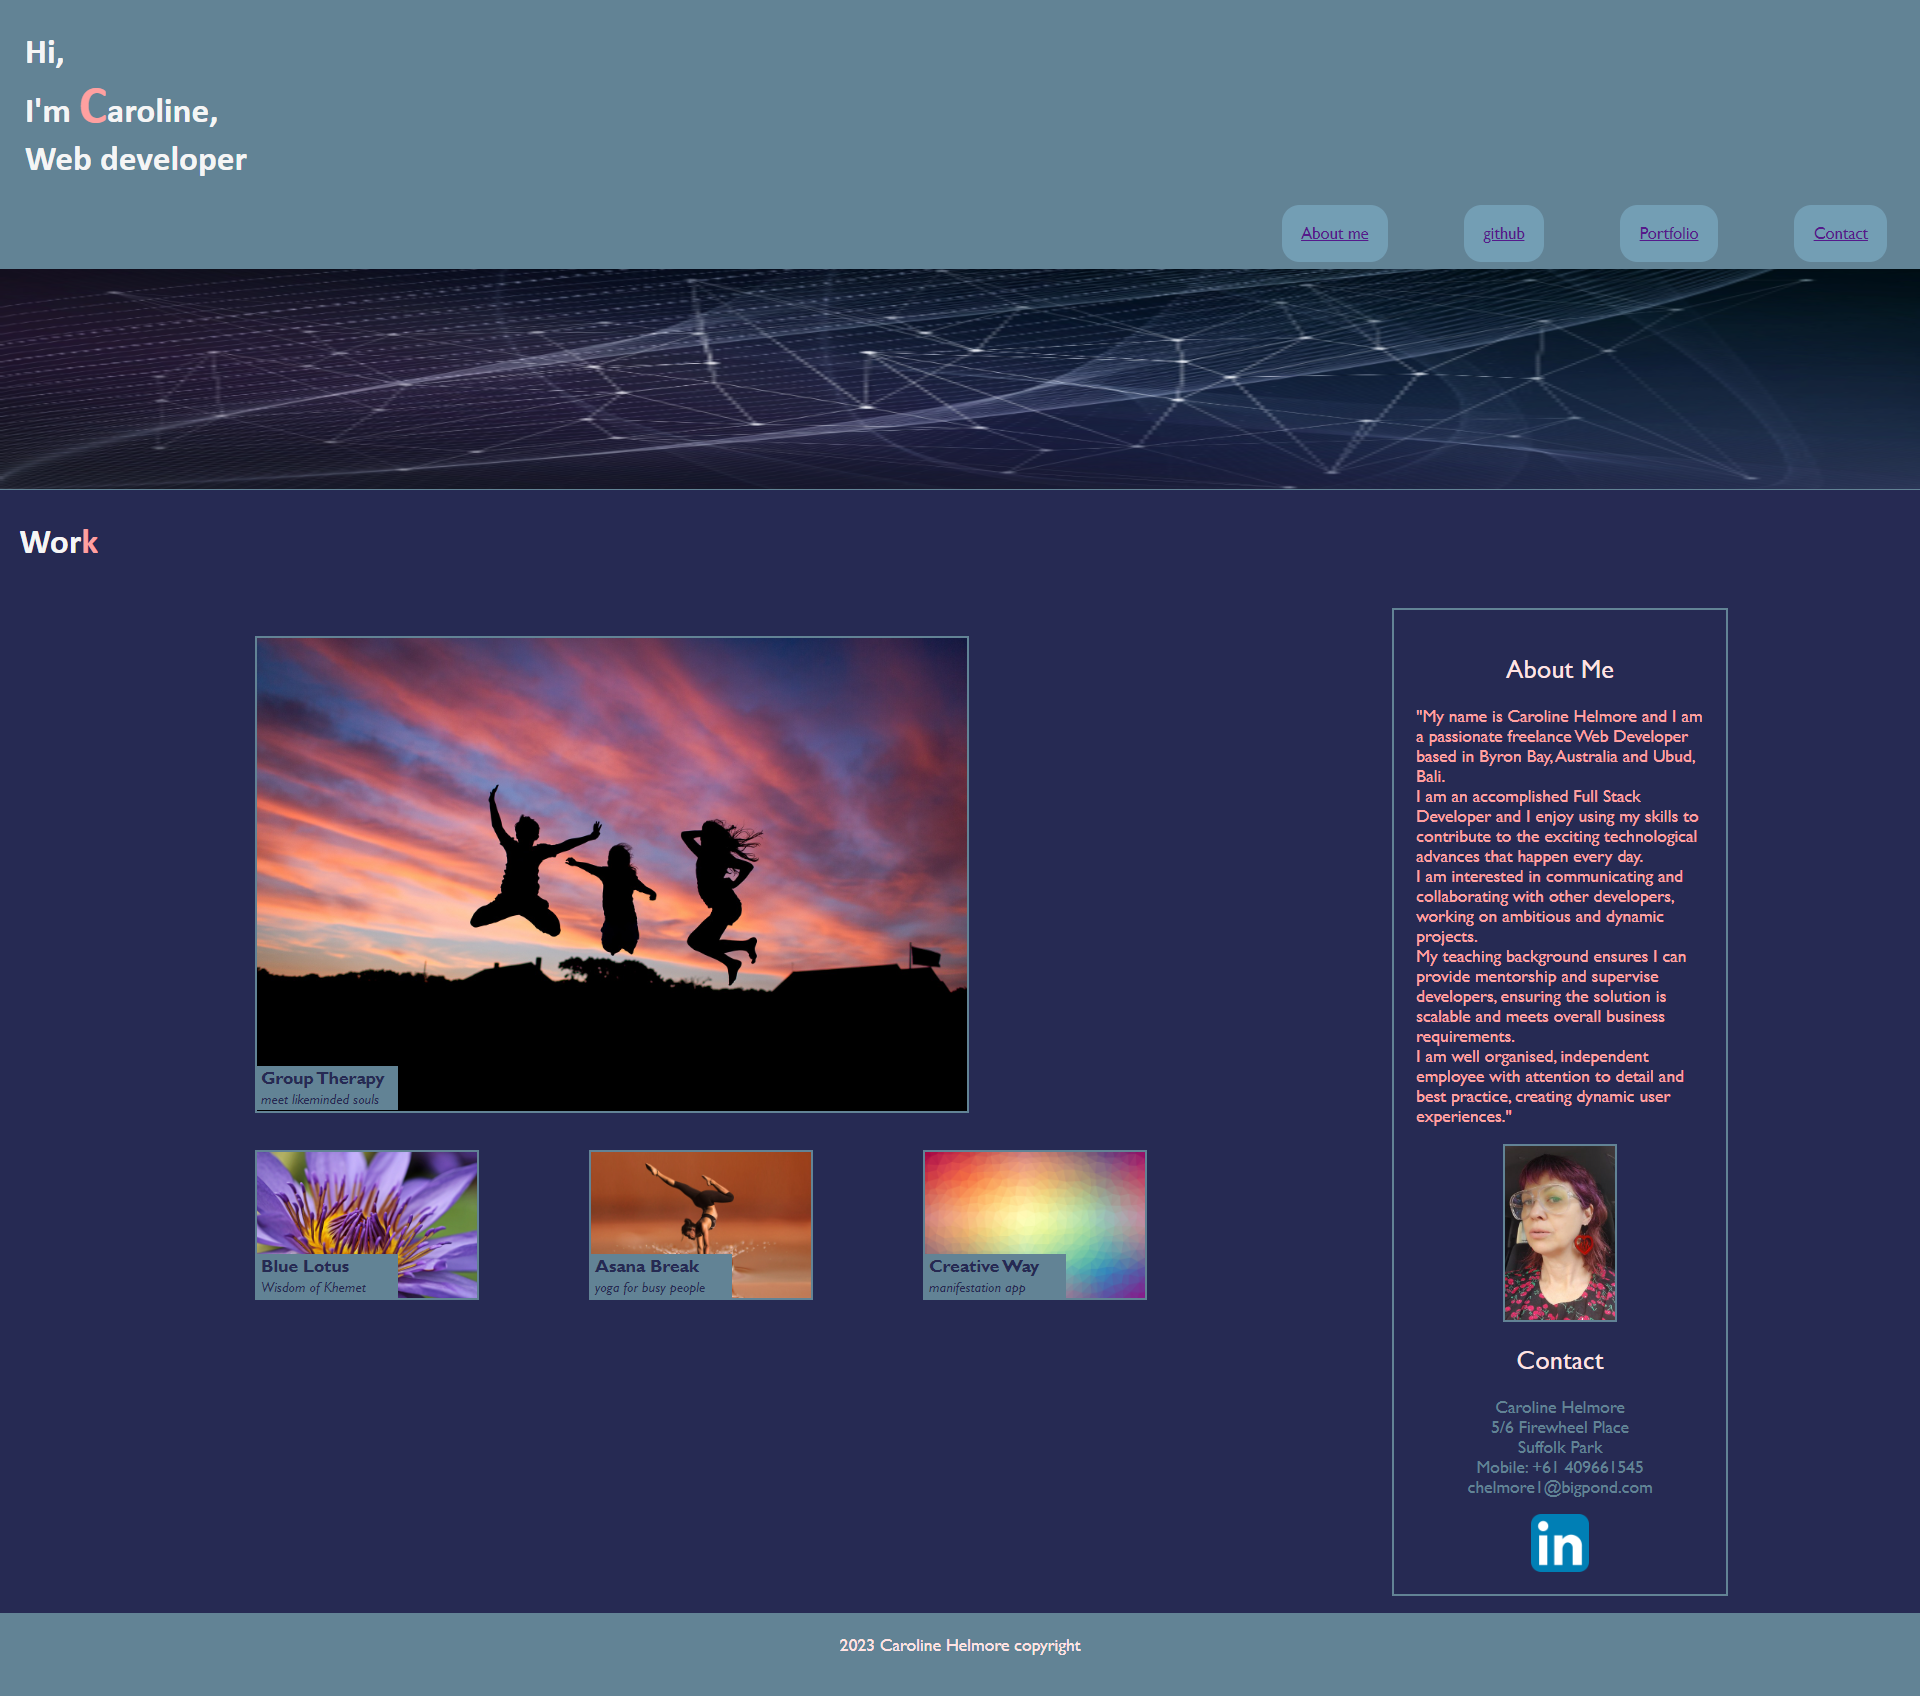 Hi,
I'm Caroline,
Web developer
About me
github
Portfolio
Contact
Work
Group Therapy
meet likeminded souls
Blue Lotus
Wisdom of Khemet
Asana Break
yoga for busy people
Creative Way
manifestation app
About Me
"My name is Caroline Helmore and I am
a passionate freelance Web Developer
based in Byron Bay, Australia and Ubud,
Bali.
I am an accomplished Full Stack
Developer and I enjoy using my skills to
contribute to the exciting technological
advances that happen every day.
I am interested in communicating and
collaborating with other developers,
working on ambitious and dynamic
projects.
My teaching background ensures I can
provide mentorship and supervise
developers, ensuring the solution is
scalable and meets overall business
requirements.
I am well organised, independent
employee with attention to detail and
best practice, creating dynamic user
experiences."
Contact
Caroline Helmore
5/6 Firewheel Place
Suffolk Park
Mobile: +61 409661545
chelmore1@bigpond.com
in
2023 Caroline Helmore copyright